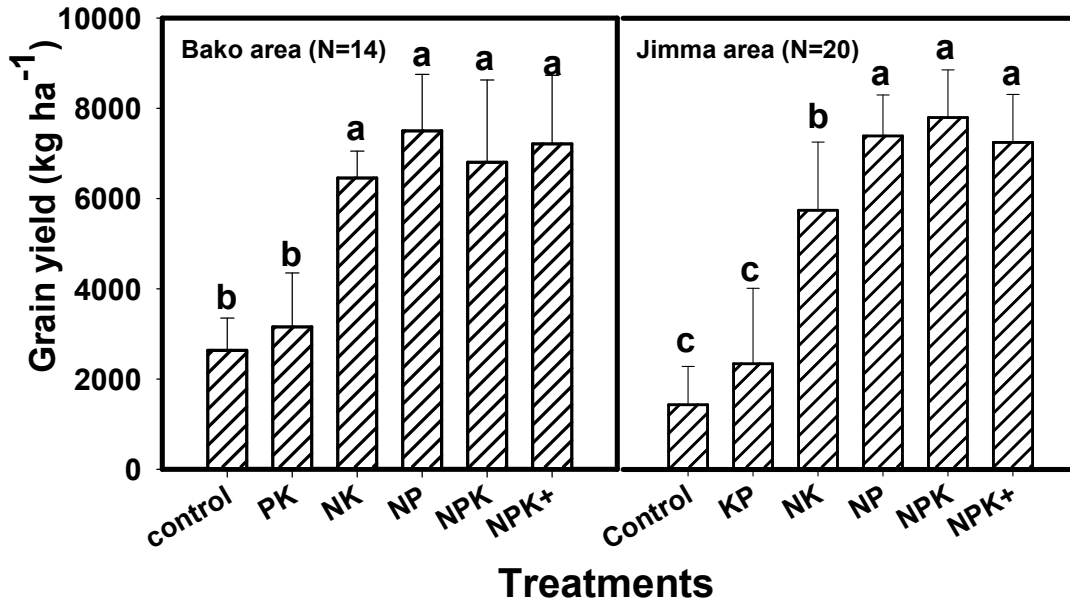 Grain yield (kg ha-1)
10000
8000
6000
4000
2000
0
Bako area (N=14)
b
b
a
a
a
a
control
PK
NK
NP
NPK
NPK+
Jimma area (N=20)
c
c
b
a
a
a
Control
KP
NK
NP
NPK
NPK+
Treatments